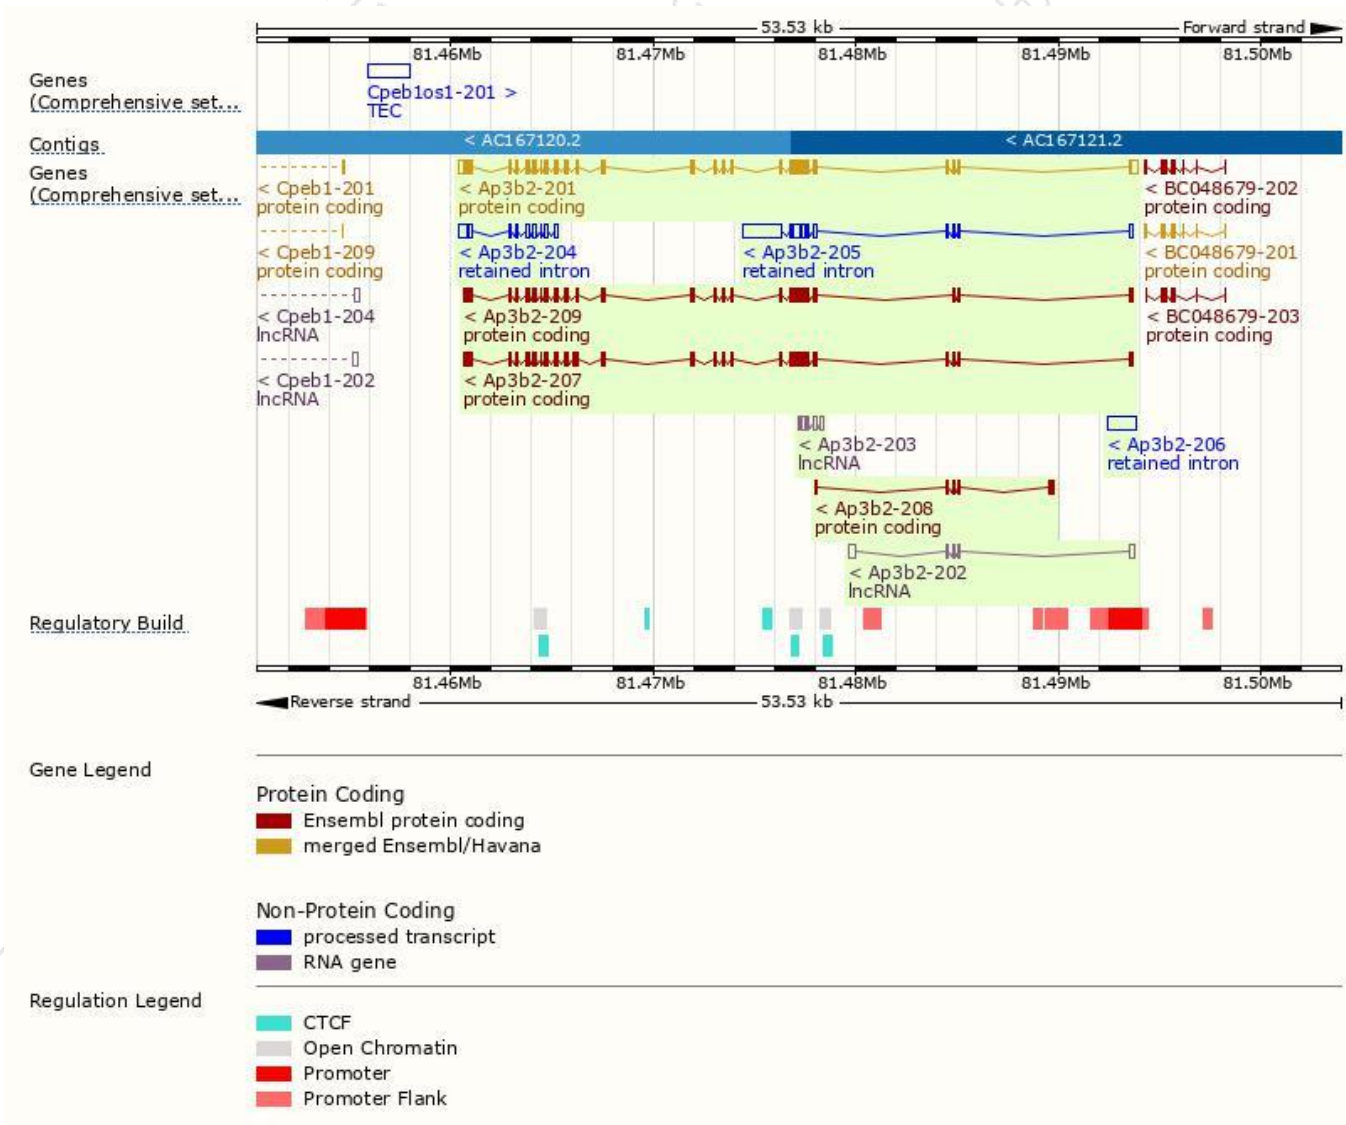 53.53 kb
Forward strand
81.46Mb 81.47Mb 81.48Mb 81.49Mb 81.50Mb
Genes
(Comprehensive set...
Cpeb1os1-201 >
TEC
Contigs
< AC167120.2 < AC167121.2
Genes
(Comprehensive set...
< Cpeb1-201 < Ap3b2-201 < BC048679-202
protein coding protein coding protein coding
< Cpeb1-209 < Ap3b2-204 < Ap3b2-205 < BC048679-201
protein coding retained intron retained intron protein coding
< Cpeb1-204 < Ap3b2-209 < BC048679-203
lncRNA protein coding protein coding
< Cpeb1-202 < Ap3b2-207
lncRNA protein coding
< Ap3b2-203 < Ap3b2-206
lncRNA retained intron
< Ap3b2-208
protein coding
< Ap3b2-202
lncRNA
Regulatory Build
81.46Mb 81.47Mb 81.48Mb 81.49Mb 81.50Mb
Reverse strand 53.53 kb
Gene Legend
Protein Coding
Ensembl protein coding
merged Ensembl/Havana
Non-Protein Coding
processed transcript
RNA gene
Regulation Legend
CTCF
Open Chromatin
Promoter
Promoter Flank